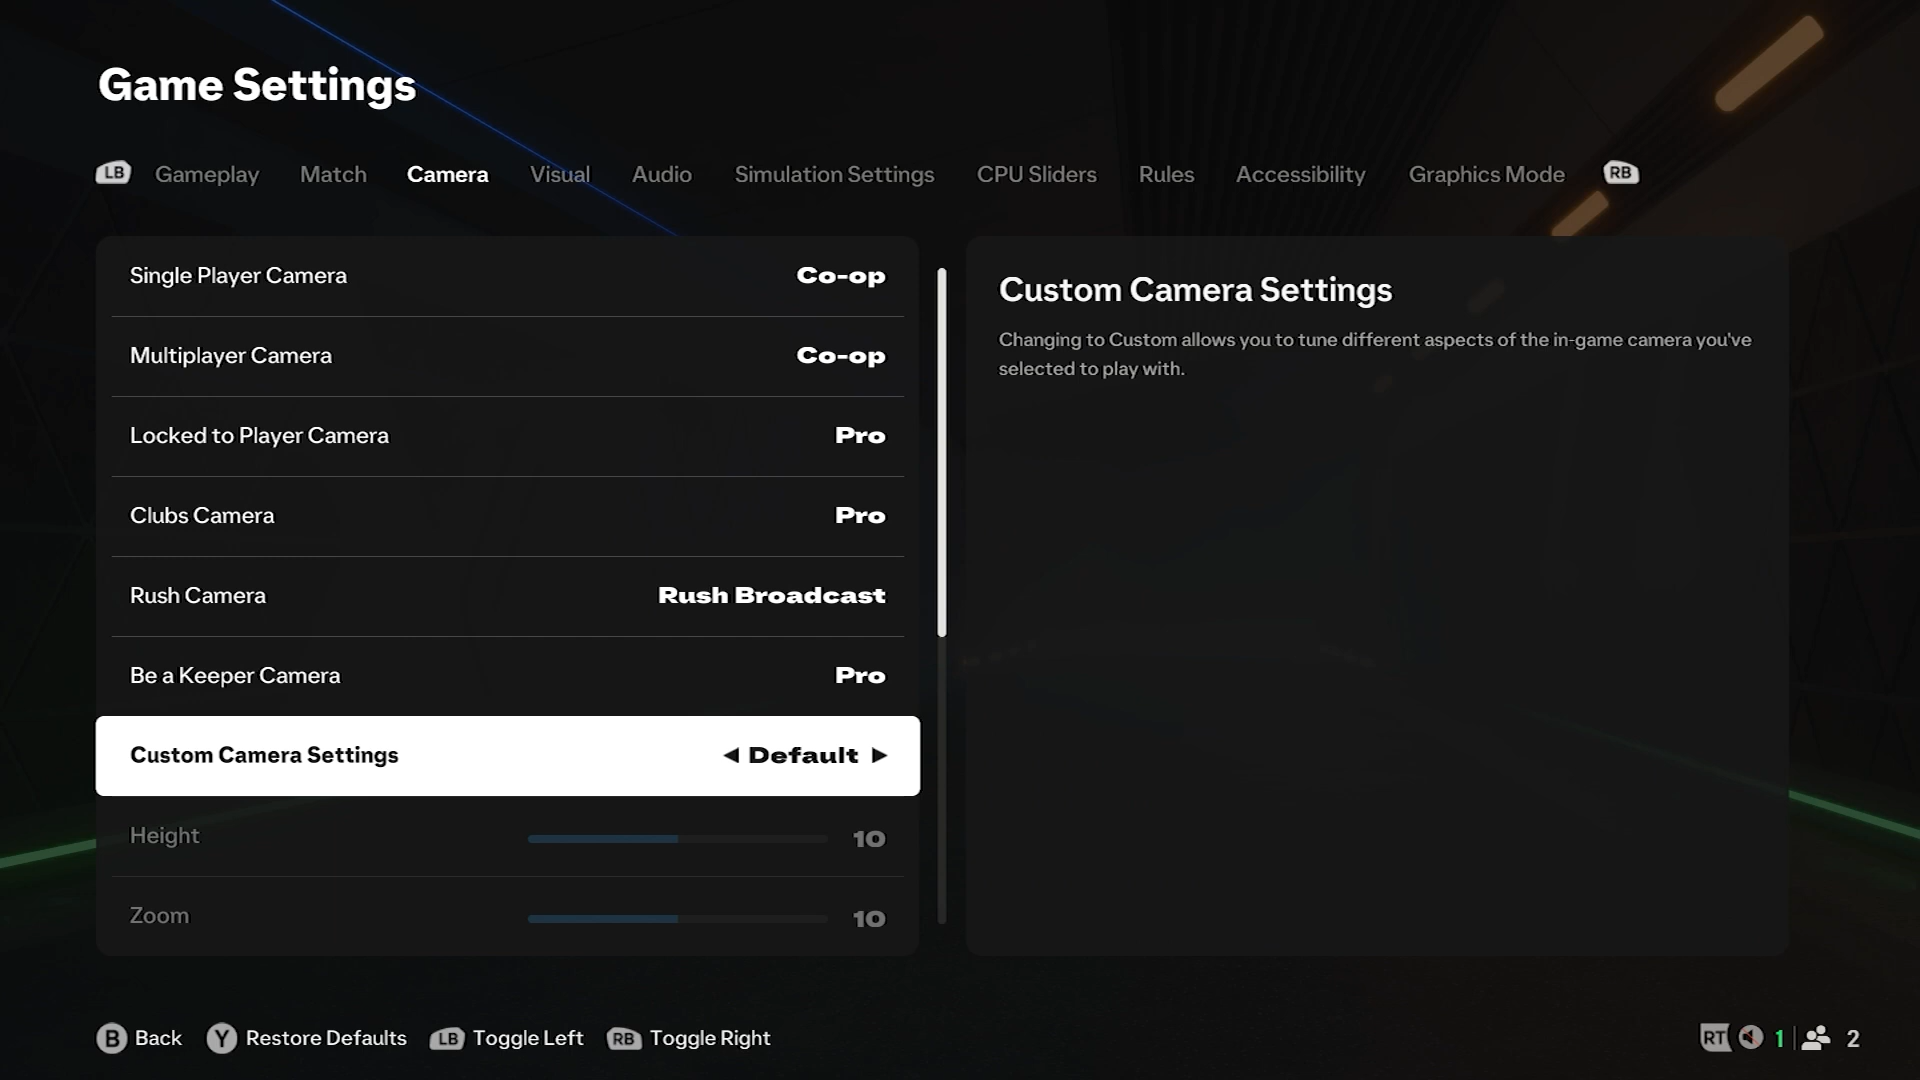 Game Settings
LB Gameplay Match Camera Visual Audio Simulation Settings CPU Sliders Rules Accessibility Graphics Mode RB
Single Player Camera Co-op
Multiplayer Camera Co-op
Locked to Player Camera Pro
Clubs Camera Pro
Rush Camera Rush Broadcast
Be a Keeper Camera Pro
Custom Camera Settings Default
Height 10
Zoom 10
Custom Camera Settings
Changing to Custom allows you to tune different aspects of the in-game camera you've
selected to play with.
B Back Y Restore Defaults LB Toggle Left RB Toggle Right
RT 1 2